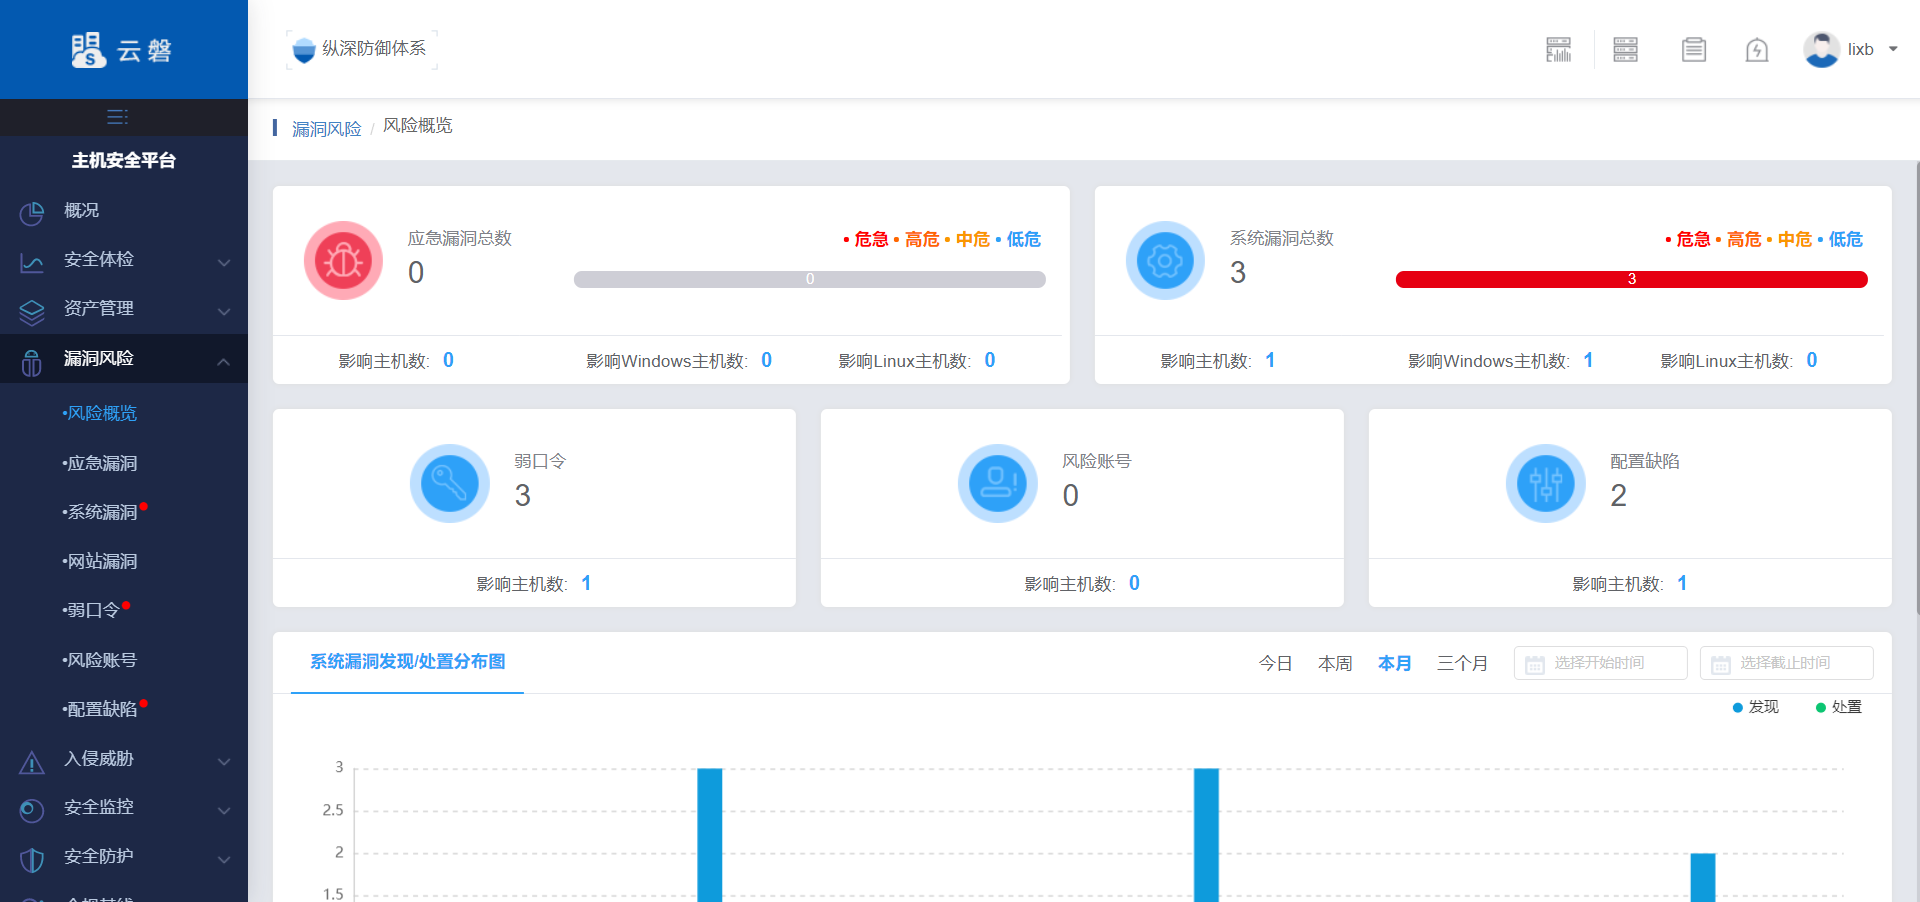 云磐
纵深防御体系
lixb
主机安全平台
概况
安全体检
资产管理
漏洞风险
•风险概览
•应急漏洞
•系统漏洞
•网站漏洞
•弱口令
•风险账号
•配置缺陷
入侵威胁
安全监控
安全防护
漏洞风险 / 风险概览
应急漏洞总数
0
•危急 •高危 •中危 •低危
0
影响主机数: 0 影响Windows主机数: 0 影响Linux主机数: 0
系统漏洞总数
3
•危急 •高危 •中危 •低危
3
影响主机数: 1 影响Windows主机数: 1 影响Linux主机数: 0
弱口令
3
影响主机数: 1
风险账号
0
影响主机数: 0
配置缺陷
2
影响主机数: 1
系统漏洞发现/处置分布图
今日 本周 本月 三个月 选择开始时间 选择截止时间
发现 处置
3
2.5
2
1.5